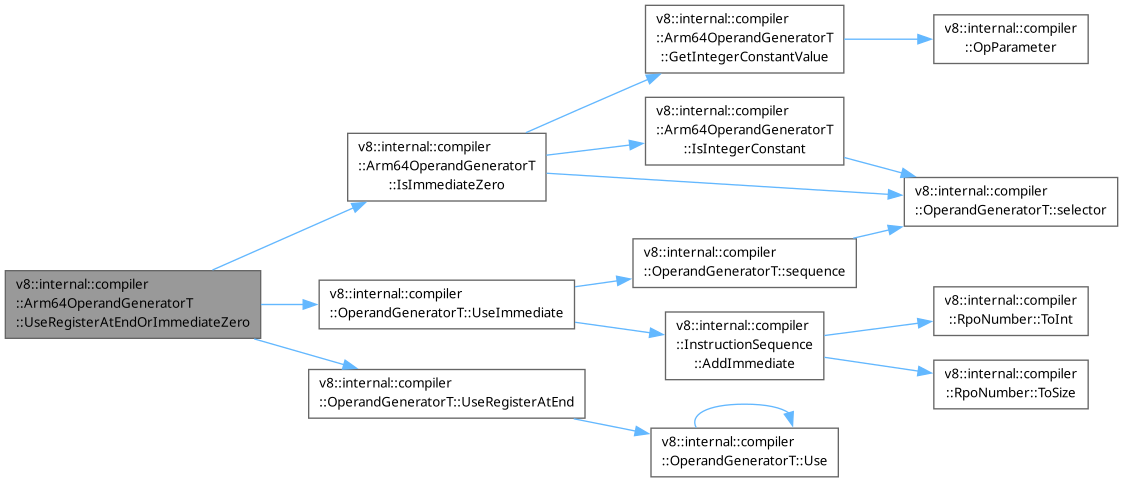 v8::internal::compiler
::Arm64OperandGeneratorT
::UseRegisterAtEndOrImmediateZero
v8::internal::compiler
::Arm64OperandGeneratorT
::IsImmediateZero
v8::internal::compiler
::Arm64OperandGeneratorT
::GetIntegerConstantValue
v8::internal::compiler
::OpParameter
v8::internal::compiler
::Arm64OperandGeneratorT
::IsIntegerConstant
v8::internal::compiler
::OperandGeneratorT::selector
v8::internal::compiler
::OperandGeneratorT::UseImmediate
v8::internal::compiler
::OperandGeneratorT::sequence
v8::internal::compiler
::InstructionSequence
::AddImmediate
v8::internal::compiler
::RpoNumber::ToInt
v8::internal::compiler
::RpoNumber::ToSize
v8::internal::compiler
::OperandGeneratorT::UseRegisterAtEnd
v8::internal::compiler
::OperandGeneratorT::Use